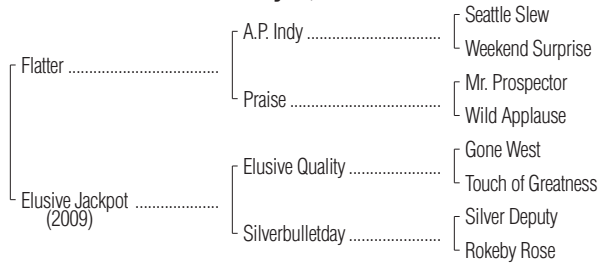 Seattle Slew
A.P. Indy ........................................
Weekend Surprise
Flatter ............................................
Mr. Prospector
Praise .............................................
Wild Applause
Gone West
Elusive Quality ...........................
Touch of Greatness
Elusive Jackpot ........................
(2009)
Silver Deputy
Silverbulletday ............................
Rokeby Rose